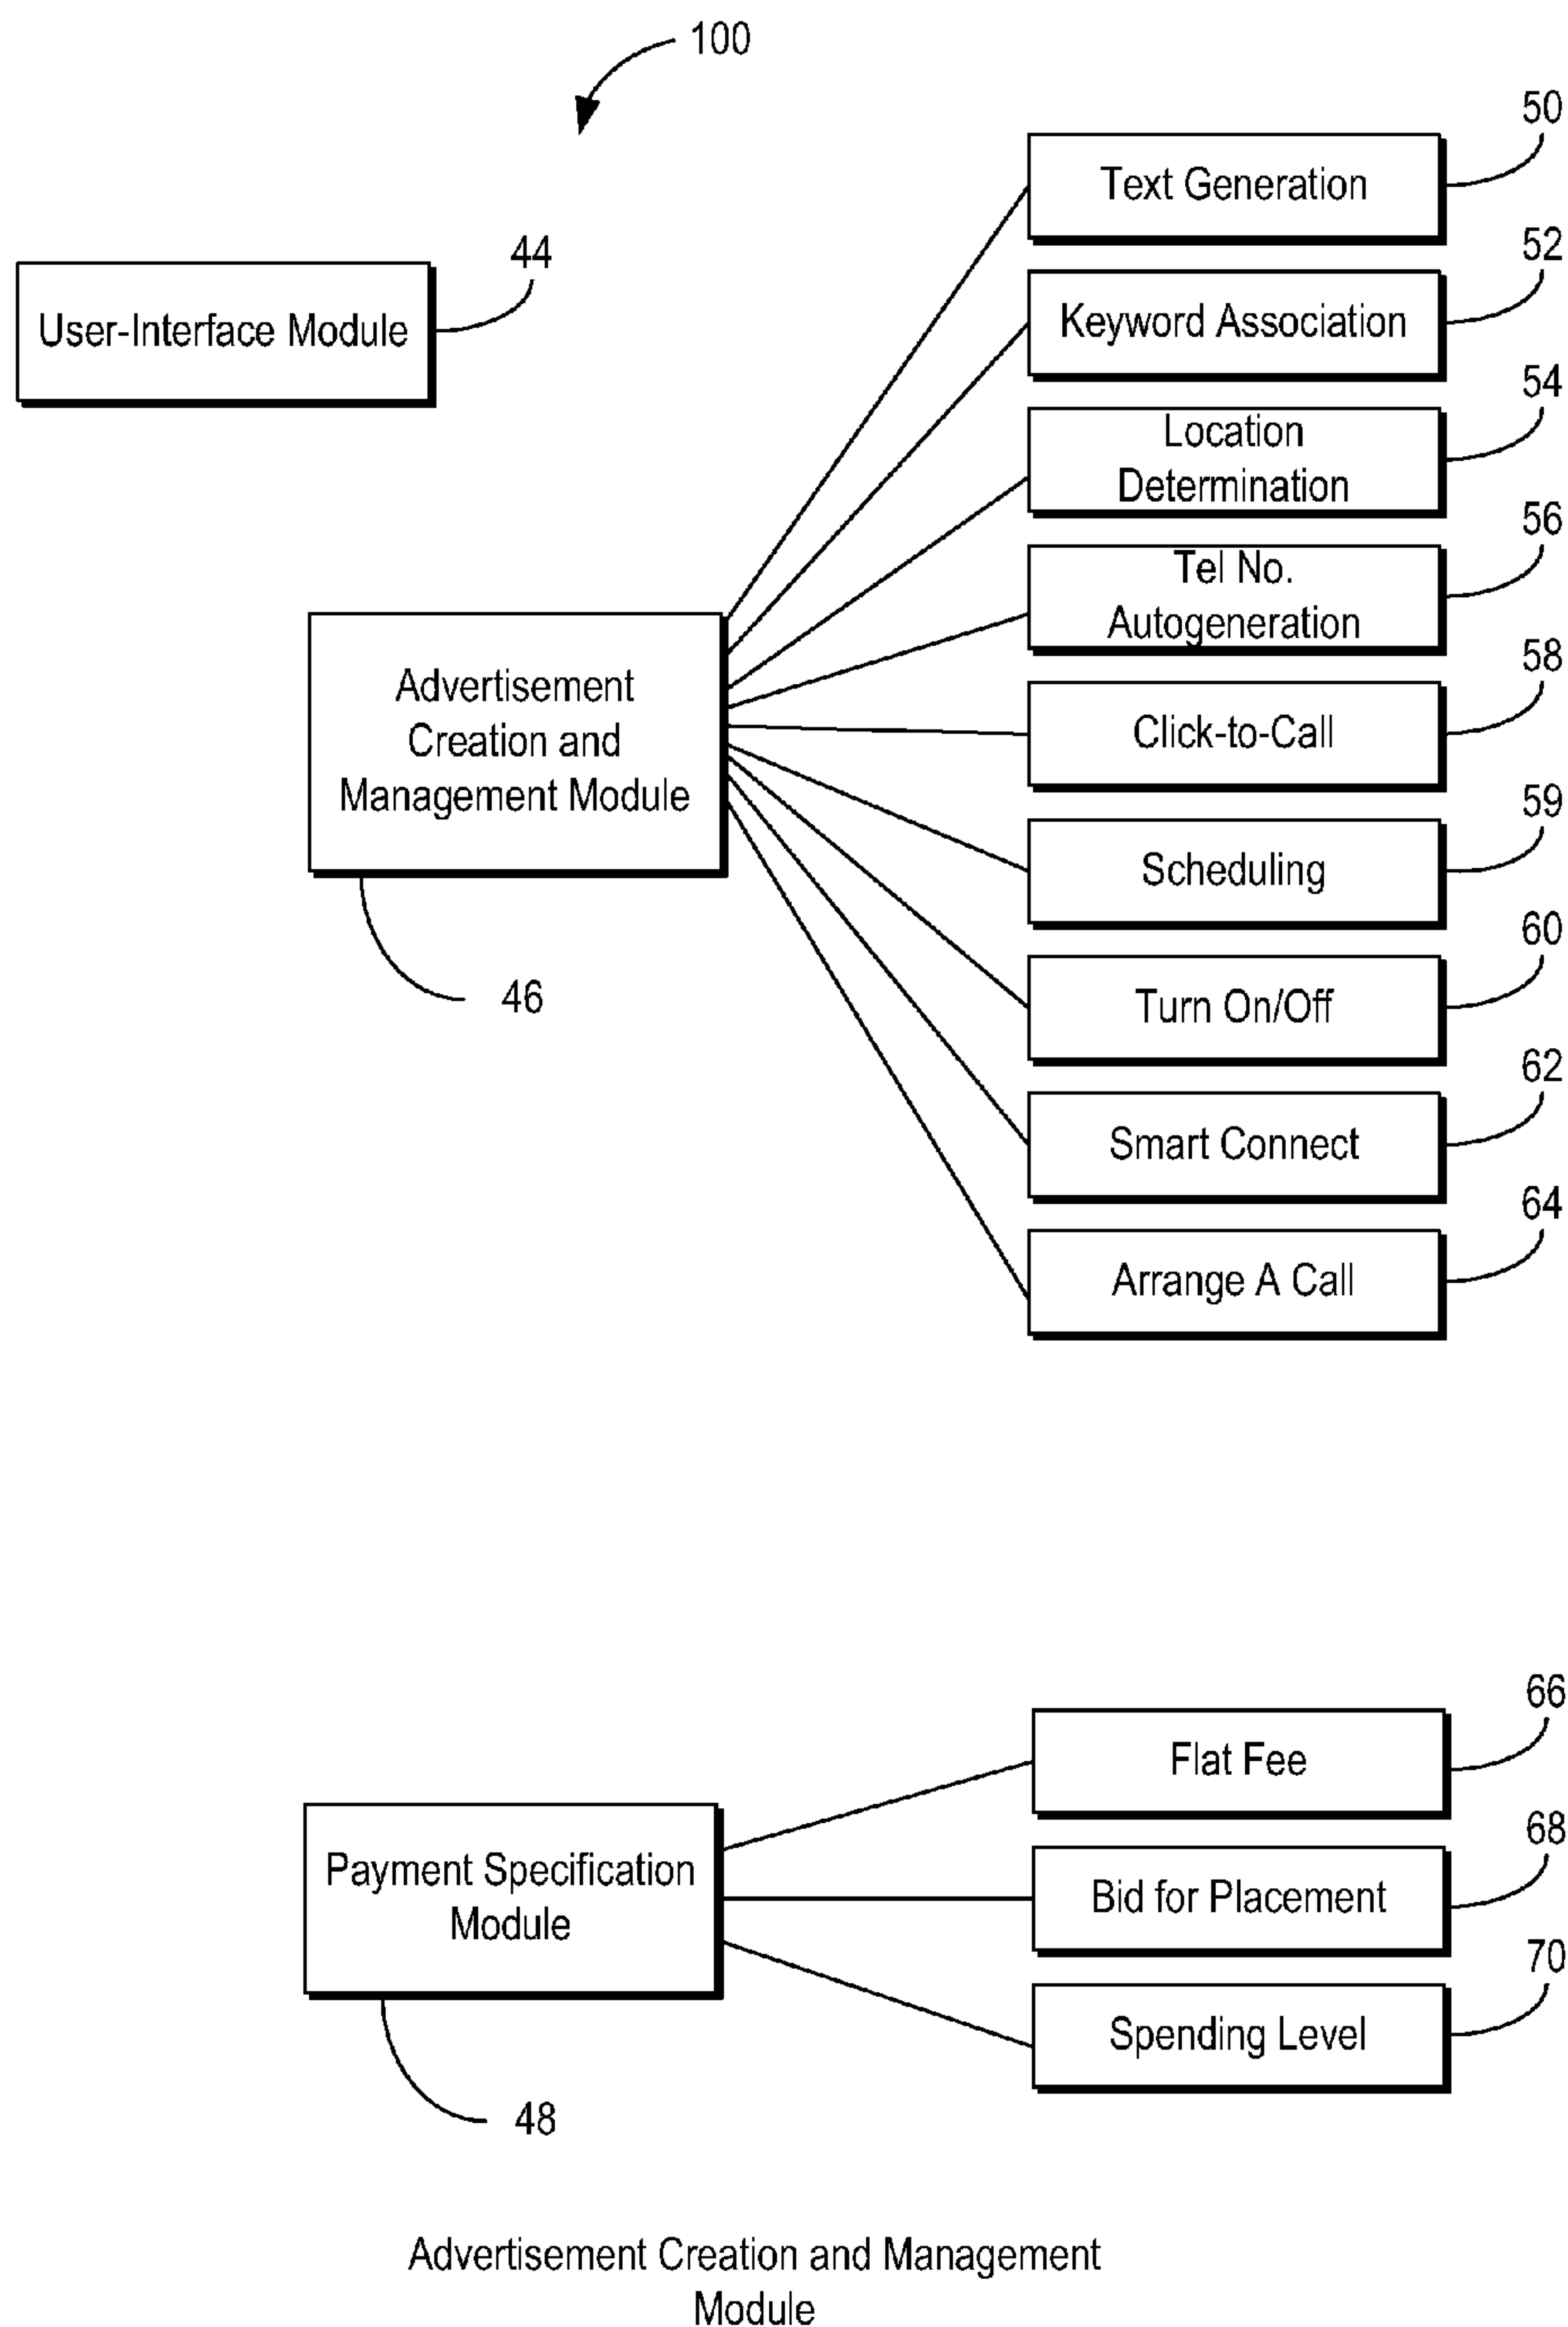 100
50
Text Generation
44
User-Interface Module
52
Keyword Association
54
Location
Determination
56
Tel No.
Autogeneration
Advertisement
Creation and
Management Module
46
58
Click-to-Call
59
Scheduling
60
Turn On/Off
62
Smart Connect
64
Arrange A Call
66
Flat Fee
Payment Specification
Module
48
68
Bid for Placement
70
Spending Level
Advertisement Creation and Management
Module